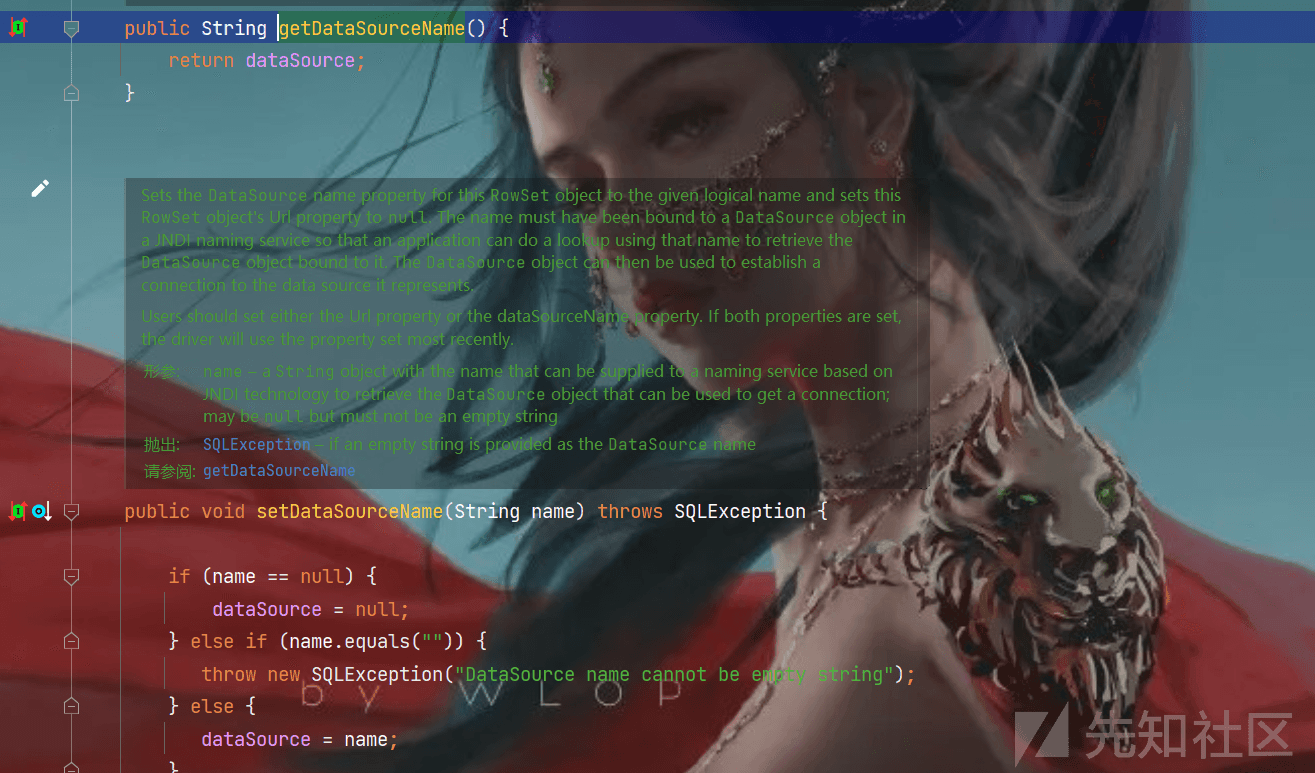 public String getDataSourceName() {
return dataSource;
}
Sets the DataSource name property for this RowSet object to the given logical name and sets this
RowSet object's Url property to null. The name must have been bound to a DataSource object in
a JNDI naming service so that an application can do a lookup using that name to retrieve the
DataSource object bound to it. The DataSource object can then be used to establish a
connection to the data source it represents.
Users should set either the Url property or the dataSourceName property. If both properties are set,
the driver will use the property set most recently.
形参: name – a String object with the name that can be supplied to a naming service based on
JNDI technology to retrieve the DataSource object that can be used to get a connection;
may be null but must not be an empty string
抛出: SQLException – if an empty string is provided as the DataSource name
请参阅: getDataSourceName
public void setDataSourceName(String name) throws SQLException {
if (name == null) {
dataSource = null;
} else if (name.equals("")) {
throw new SQLException("DataSource name cannot be empty string");
by WLOP
} else {
dataSource = name;
}
先知社区